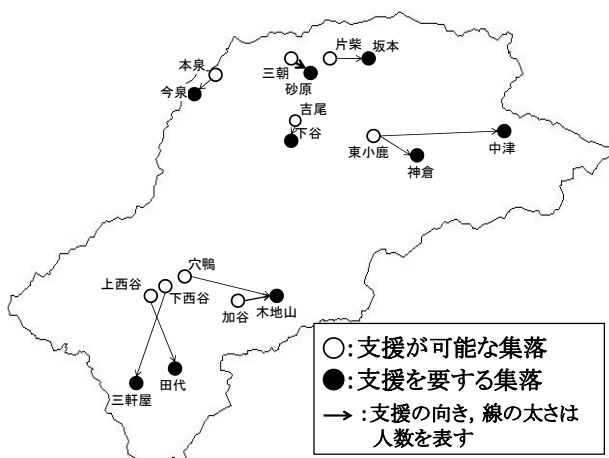 片柴
坂本
本泉
三朝
砂原
今泉
吉尾
下谷
東小鹿
中津
神倉
穴鴨
上西谷
下西谷
加谷
木地山
田代
三軒屋
○:支援が可能な集落
●:支援を要する集落
→:支援の向き，線の太さは
人数を表す